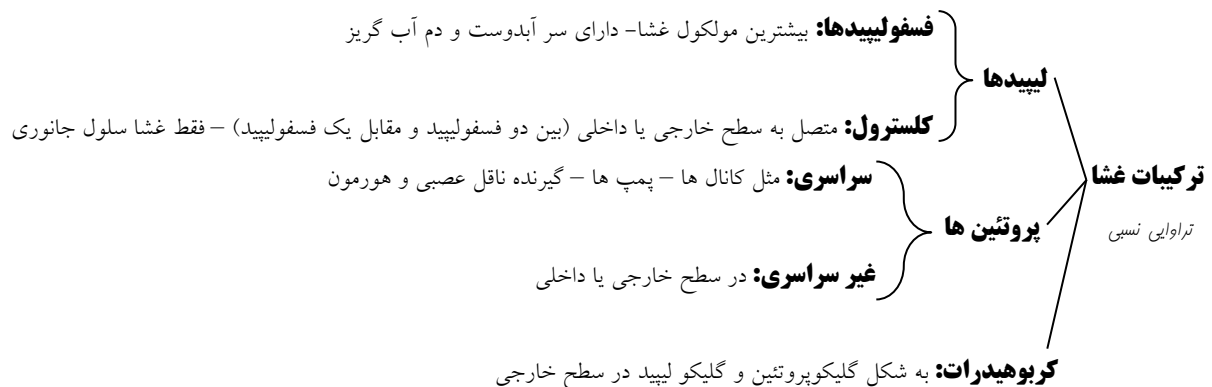 فسفولیپیدها: بیشترین مولکول غشا- دارای سر آبدوست و دم آب گریز
لیپیدها
کلسترول: متصل به سطح خارجی یا داخلی (بین دو فسفولیپید و مقابل یک فسفولیپید) – فقط غشا سلول جانوری
ترکیبات غشا
سراسری: مثل کانال ها – پمپ ها – گیرنده ناقل عصبی و هورمون
تراوایی نسبی
پروتئین ها
غیر سراسری: در سطح خارجی یا داخلی
کربوهیدرات: به شکل گلیکوپروتئین و گلیکو لیپید در سطح خارجی